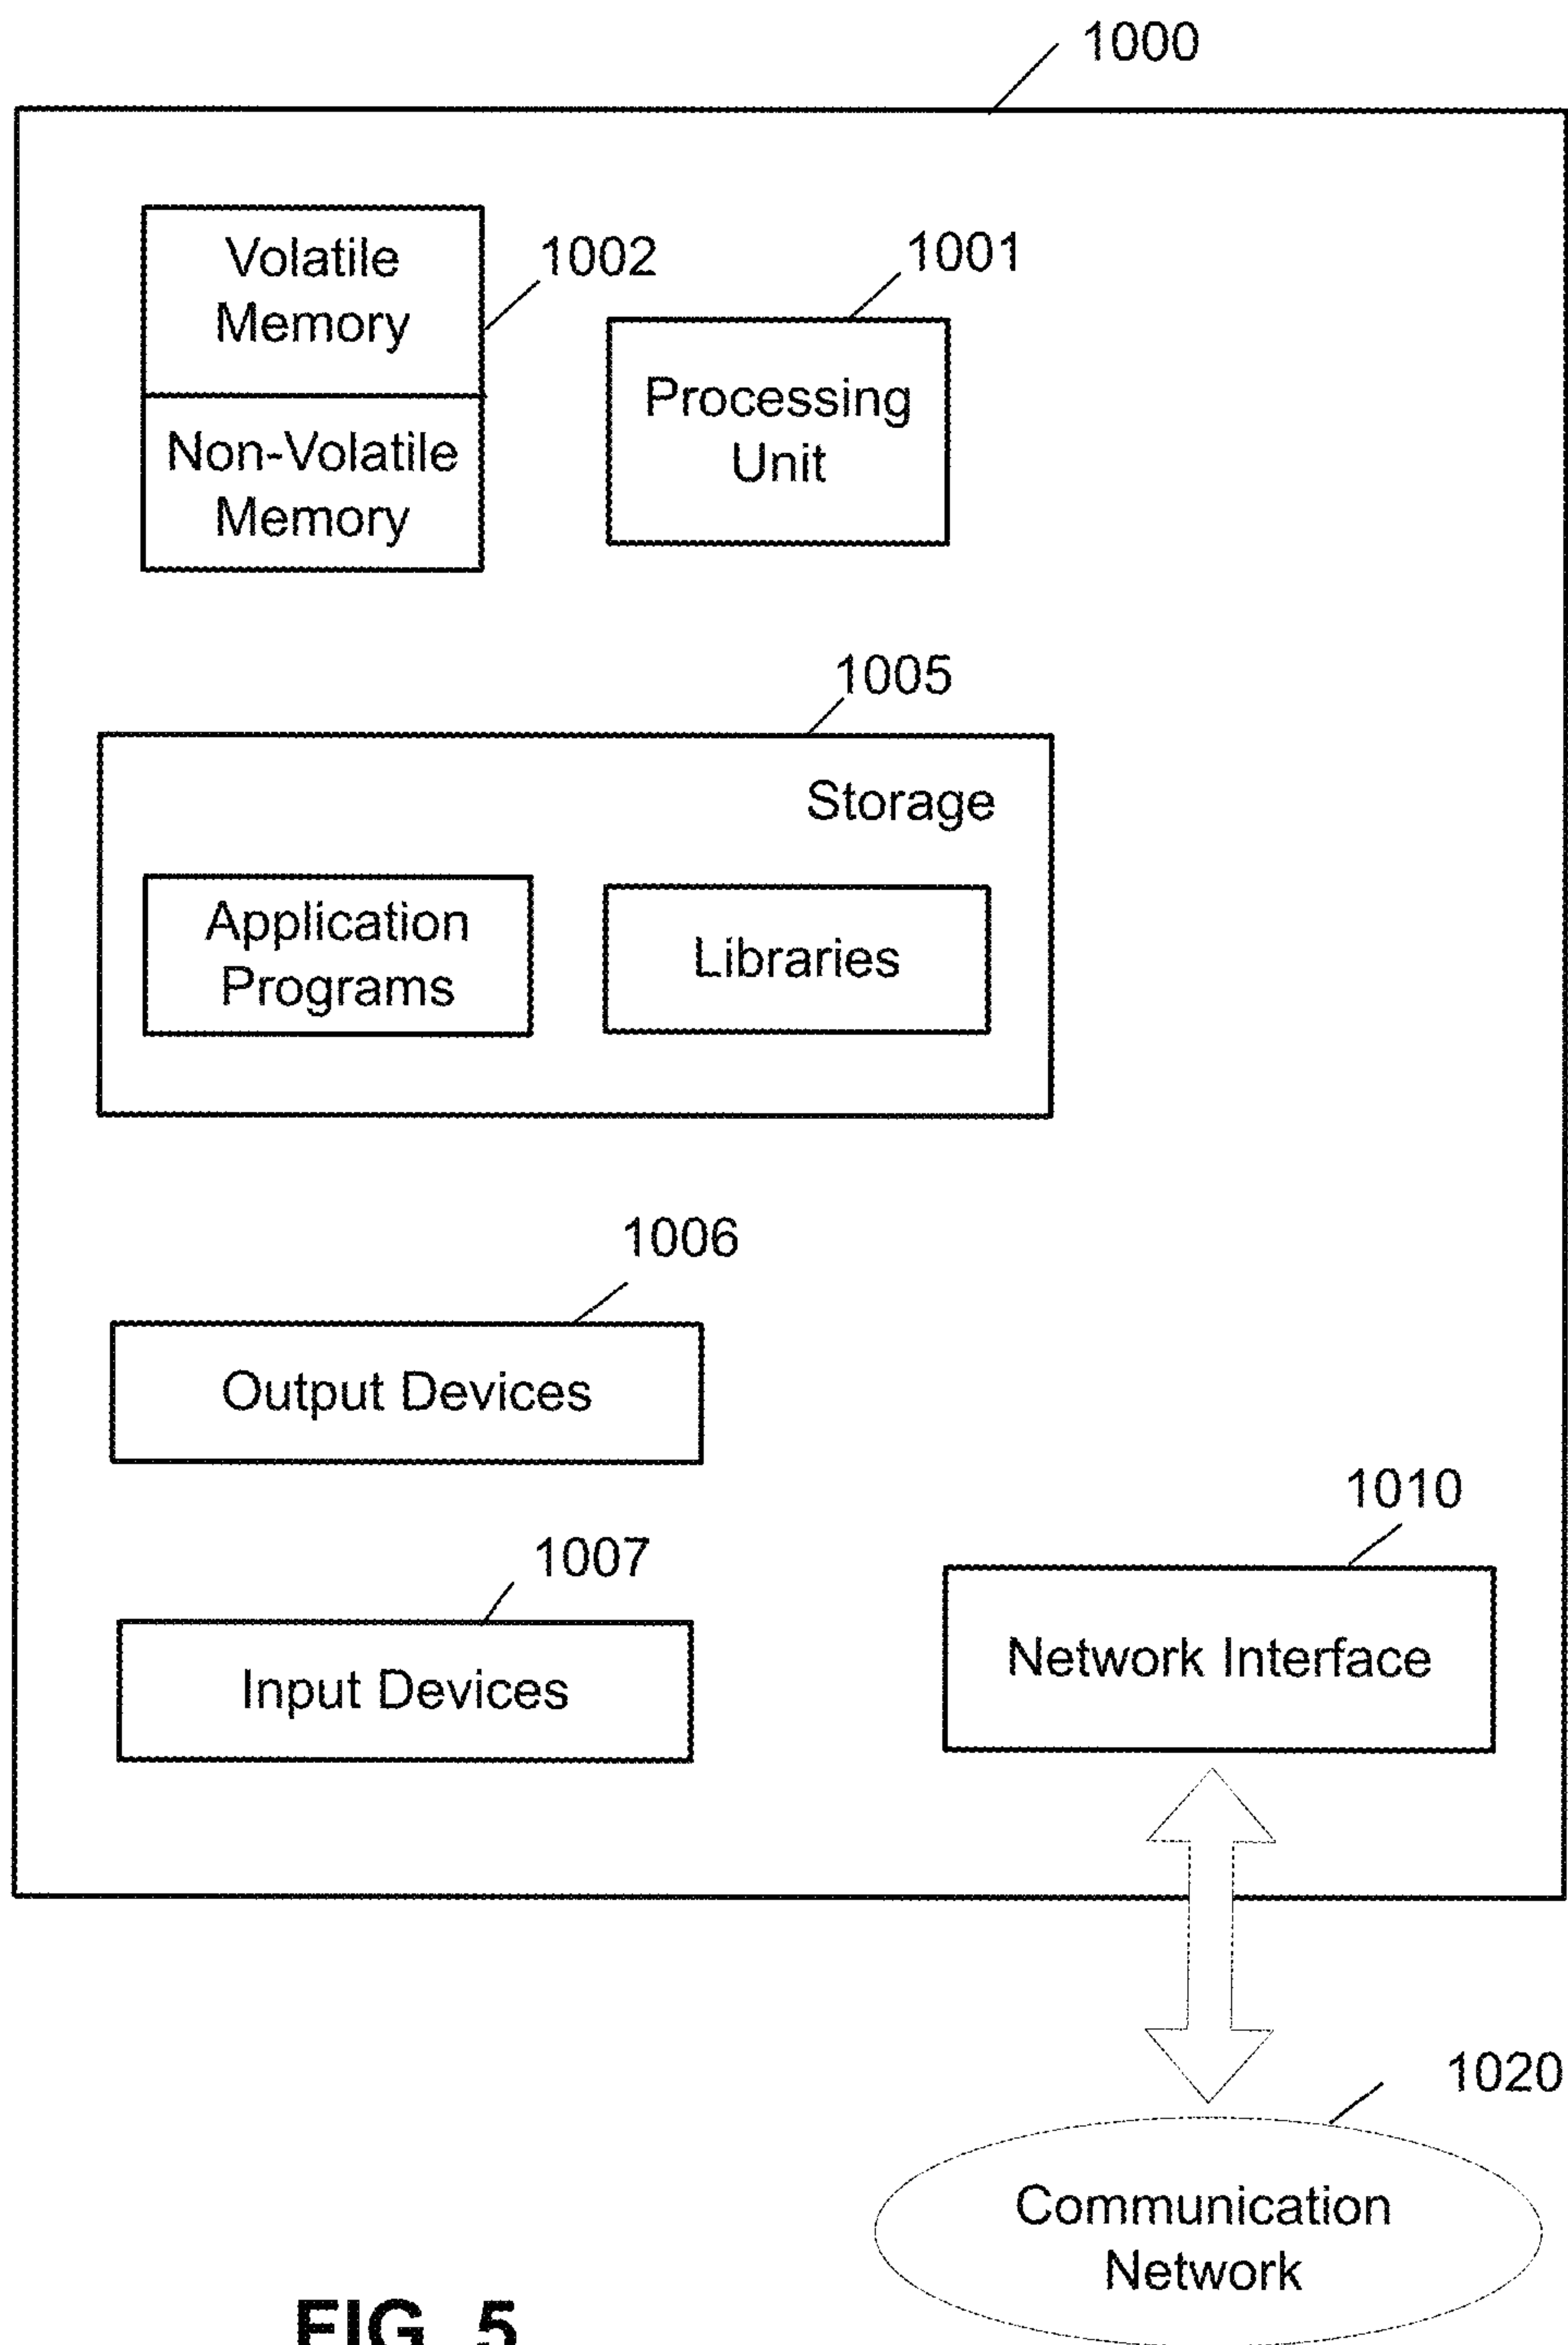 1000
Volatile
Memory
1002
1001
Non-Volatile
Memory
Processing
Unit
1005
Storage
Application
Programs
Libraries
1006
Output Devices
1010
1007
Network Interface
Input Devices
1020
Communication
Network
FIG. 5